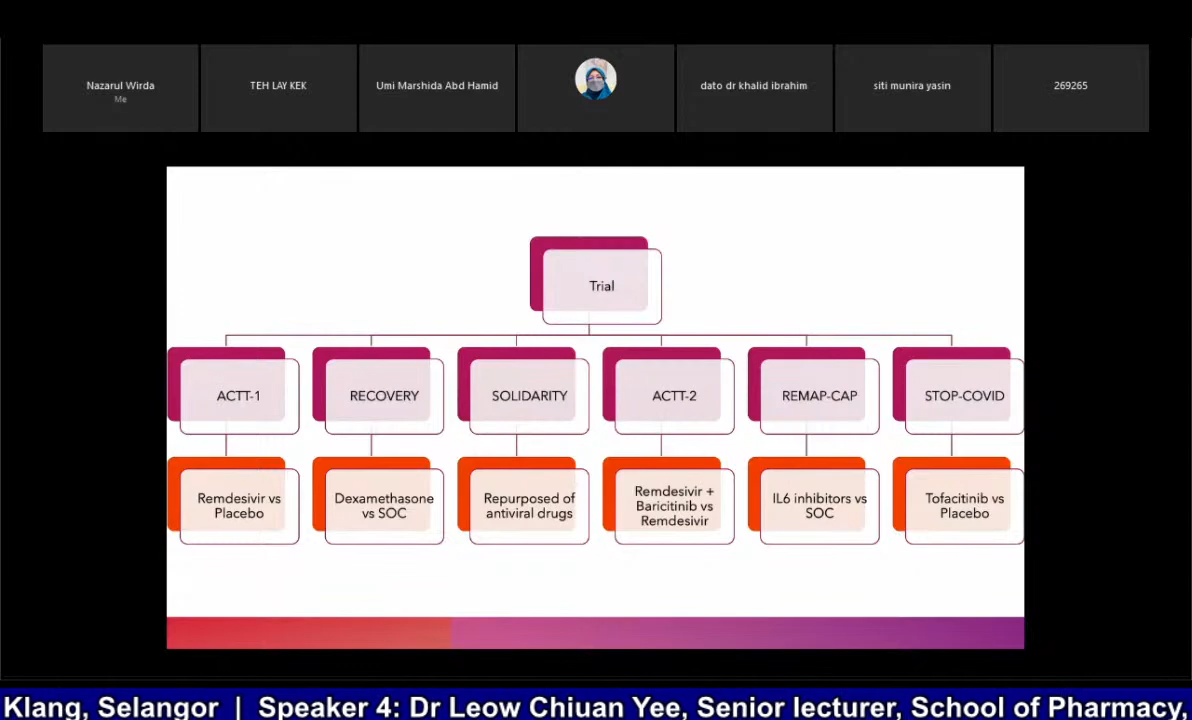 Nazarul Wirda
Me
TEH LAY KEK
Umi Marshida Abd Hamid
dato dr khalid ibrahim
siti munira yasin
269265
Trial
ACTT-1
RECOVERY
SOLIDARITY
ACTT-2
REMAP-CAP
STOP-COVID
Remdesivir vs
Placebo
Dexamethasone
vs SOC
Repurposed of
antiviral drugs
Remdesivir +
Baricitinib vs
Remdesivir
IL6 inhibitors vs
SOC
Tofacitinib vs
Placebo
Klang, Selangor | Speaker 4: Dr Leow Chiuan Yee, Senior lecturer, School of Pharmacy,